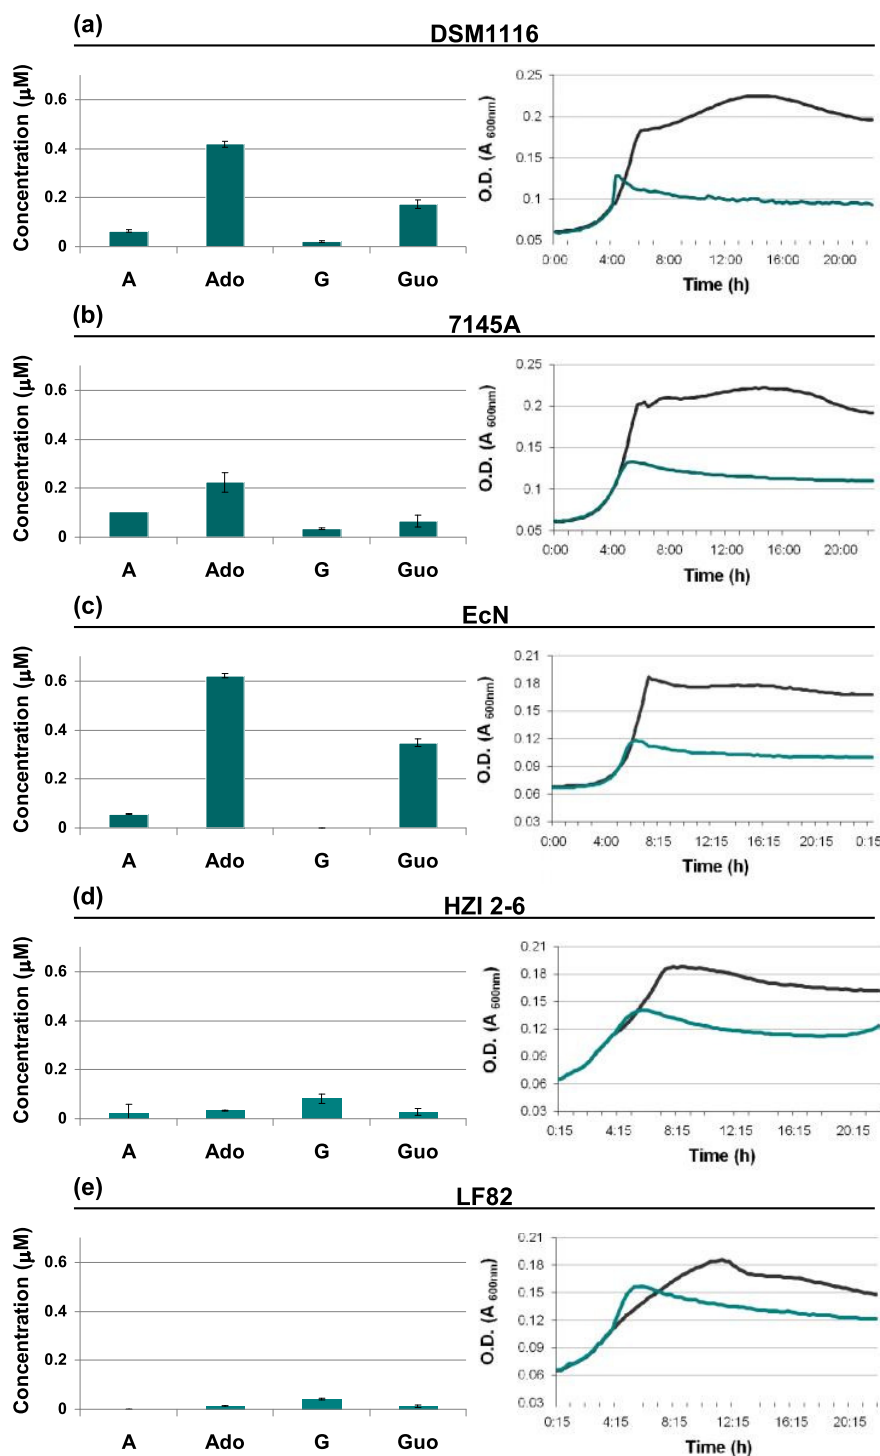 (a)
DSM1116
Concentration (μM)
0.6
0.4
0.2
0
A Ado G Guo
O.D. (A 600nm)
0.25
0.2
0.15
0.1
0.05
0:00 4:00 8:00 12:00 16:00 20:00
Time (h)
(b)
7145A
Concentration (μM)
0.6
0.4
0.2
0
A Ado G Guo
O.D. (A 600nm)
0.25
0.2
0.15
0.1
0.05
0:00 4:00 8:00 12:00 16:00 20:00
Time (h)
(c)
EcN
Concentration (μM)
0.6
0.4
0.2
0
A Ado G Guo
O.D. (A 600nm)
0.21
0.18
0.15
0.12
0.09
0.06
0.03
0:00 4:00 8:15 12:15 16:15 20:15 0:15
Time (h)
(d)
HZI 2-6
Concentration (μM)
0.6
0.4
0.2
0
A Ado G Guo
O.D. (A 600nm)
0.21
0.18
0.15
0.12
0.09
0.06
0.03
0:15 4:15 8:15 12:15 16:15 20:15
Time (h)
(e)
LF82
Concentration (μM)
0.6
0.4
0.2
0
A Ado G Guo
O.D. (A 600nm)
0.21
0.18
0.15
0.12
0.09
0.06
0.03
0:15 4:15 8:15 12:15 16:15 20:15
Time (h)